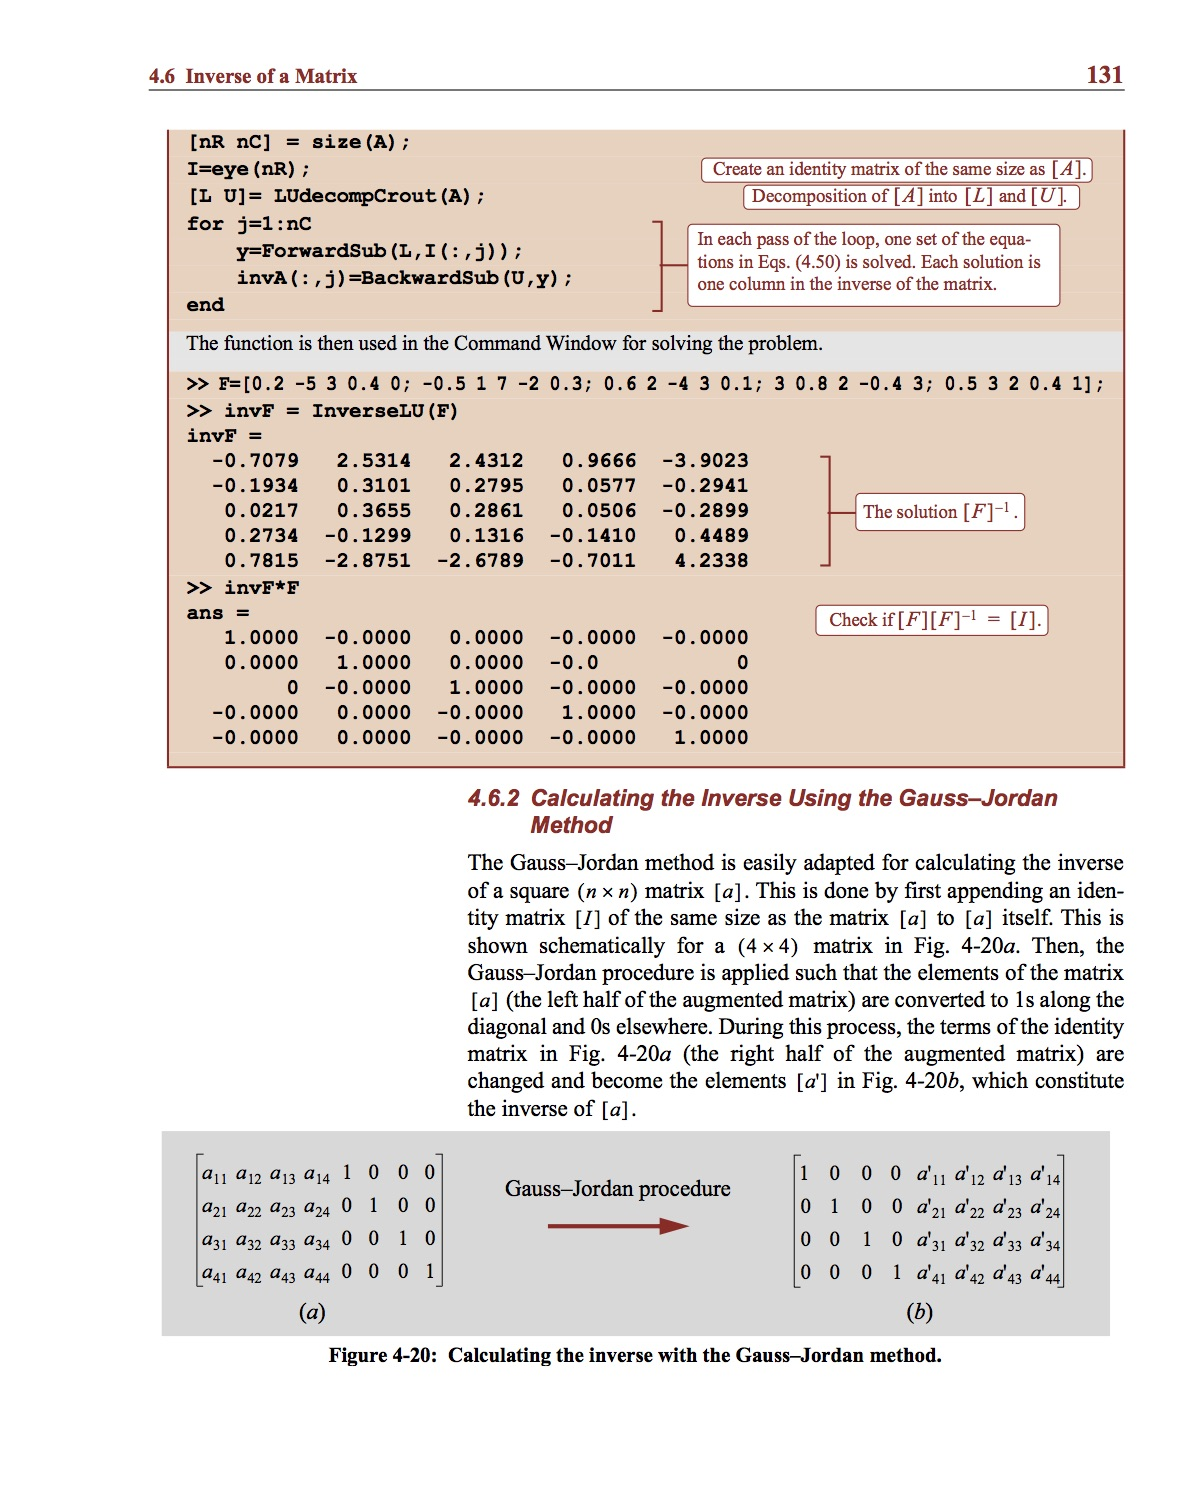 4.6 Inverse of a Matrix 131
[nR nC] = size(A);
I=eye(nR);
Create an identity matrix of the same size as [A].
[L U]= LUdecompCrout(A);
Decomposition of [A] into [L] and [U].
for j=1:nC
y=ForwardSub(L,I(:,j));
invA(:,j)=BackwardSub(U,y);
end
In each pass of the loop, one set of the equa-
tions in Eqs. (4.50) is solved. Each solution is
one column in the inverse of the matrix.
The function is then used in the Command Window for solving the problem.
>> F=[0.2 -5 3 0.4 0; -0.5 1 7 -2 0.3; 0.6 2 -4 3 0.1; 3 0.8 2 -0.4 3; 0.5 3 2 0.4 1];
>> invF = InverseLU(F)
invF =
-0.7079 2.5314 2.4312 0.9666 -3.9023
-0.1934 0.3101 0.2795 0.0577 -0.2941
0.0217 0.3655 0.2861 0.0506 -0.2899
0.2734 -0.1299 0.1316 -0.1410 0.4489
0.7815 -2.8751 -2.6789 -0.7011 4.2338
The solution [F]⁻¹.
>> invF*F
ans =
Check if [F][F]⁻¹ = [I].
1.0000 -0.0000 0.0000 -0.0000 -0.0000
0.0000 1.0000 0.0000 -0.0 0
0 -0.0000 1.0000 -0.0000 -0.0000
-0.0000 0.0000 -0.0000 1.0000 -0.0000
-0.0000 0.0000 -0.0000 -0.0000 1.0000
4.6.2 Calculating the Inverse Using the Gauss–Jordan
Method
The Gauss–Jordan method is easily adapted for calculating the inverse
of a square (n × n) matrix [a]. This is done by first appending an iden-
tity matrix [I] of the same size as the matrix [a] to [a] itself. This is
shown schematically for a (4 × 4) matrix in Fig. 4-20a. Then, the
Gauss–Jordan procedure is applied such that the elements of the matrix
[a] (the left half of the augmented matrix) are converted to 1s along the
diagonal and 0s elsewhere. During this process, the terms of the identity
matrix in Fig. 4-20a (the right half of the augmented matrix) are
changed and become the elements [a'] in Fig. 4-20b, which constitute
the inverse of [a].
a11 a12 a13 a14 1 0 0 0
a21 a22 a23 a24 0 1 0 0
a31 a32 a33 a34 0 0 1 0
a41 a42 a43 a44 0 0 0 1
(a)
Gauss–Jordan procedure
1 0 0 0 a'11 a'12 a'13 a'14
0 1 0 0 a'21 a'22 a'23 a'24
0 0 1 0 a'31 a'32 a'33 a'34
0 0 0 1 a'41 a'42 a'43 a'44
(b)
Figure 4-20: Calculating the inverse with the Gauss–Jordan method.